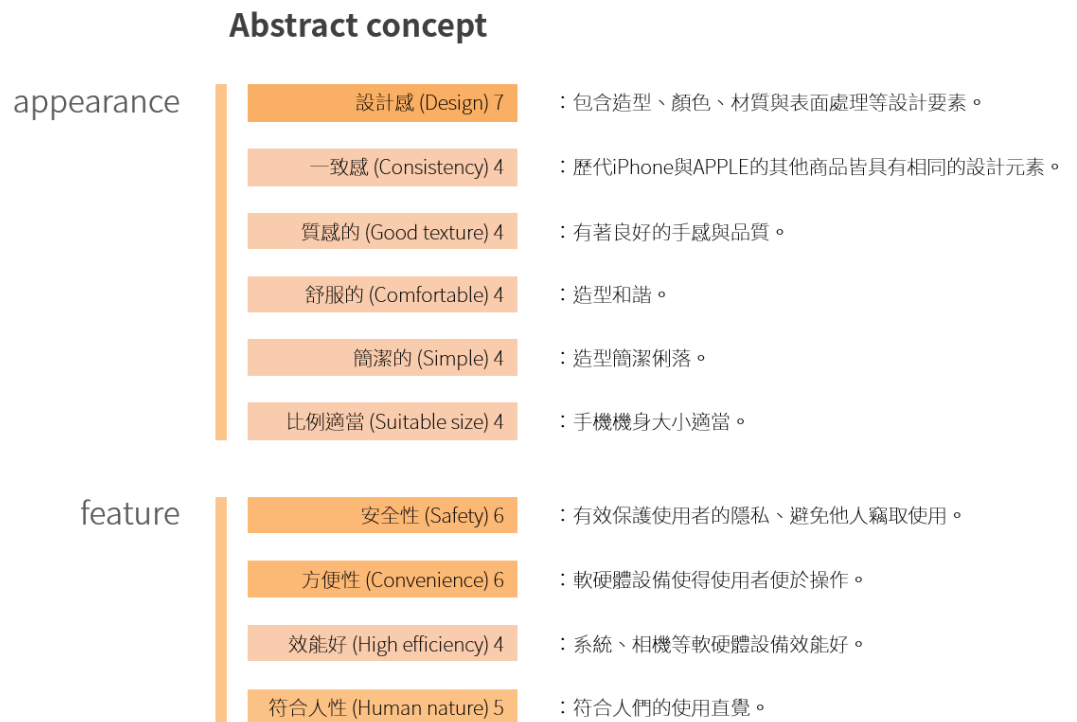 Abstract concept
appearance
設計感 (Design) 7 ：包含造型、顏色、材質與表面處理等設計要素。
一致感 (Consistency) 4 ：歷代iPhone與APPLE的其他商品皆具有相同的設計元素。
質感的 (Good texture) 4 ：有著良好的手感與品質。
舒服的 (Comfortable) 4 ：造型和諧。
簡潔的 (Simple) 4 ：造型簡潔俐落。
比例適當 (Suitable size) 4 ：手機機身大小適當。
feature
安全性 (Safety) 6 ：有效保護使用者的隱私、避免他人竊取使用。
方便性 (Convenience) 6 ：軟硬體設備使得使用者便於操作。
效能好 (High efficiency) 4 ：系統、相機等軟硬體設備效能好。
符合人性 (Human nature) 5 ：符合人們的使用直覺。